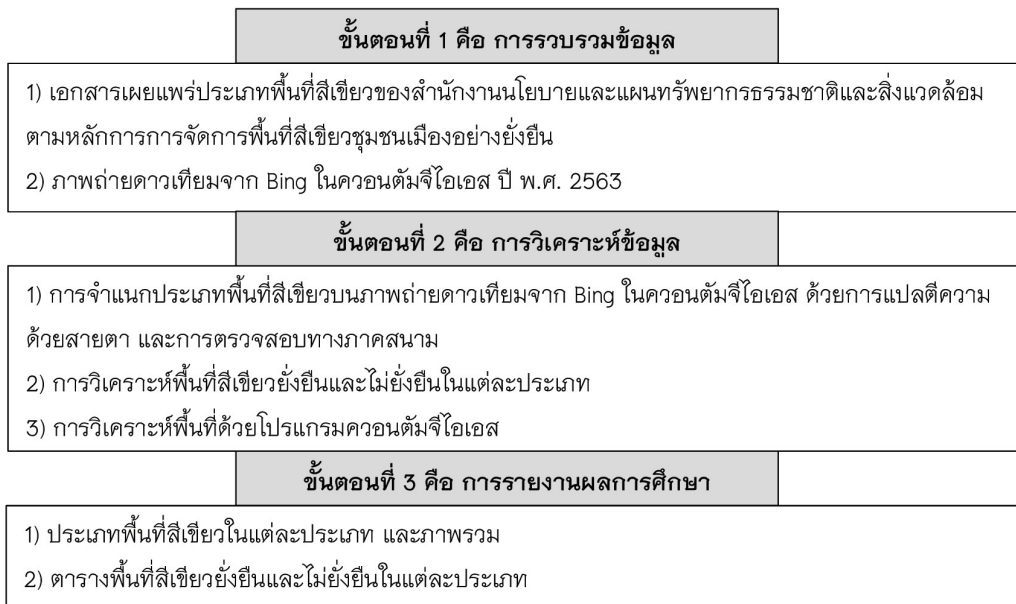 ขั้นตอนที่ 1 คือ การรวบรวมข้อมูล
1) เอกสารเผยแพร่ประเภทพื้นที่สีเขียวของสำนักงานนโยบายและแผนทรัพยากรธรรมชาติและสิ่งแวดล้อม
ตามหลักการการจัดการพื้นที่สีเขียวชุมชนเมืองอย่างยั่งยืน
2) ภาพถ่ายดาวเทียมจาก Bing ในควอนตัมจีไอเอส ปี พ.ศ. 2563
ขั้นตอนที่ 2 คือ การวิเคราะห์ข้อมูล
1) การจำแนกประเภทพื้นที่สีเขียวบนภาพถ่ายดาวเทียมจาก Bing ในควอนตัมจีไอเอส ด้วยการแปลตีความ
ด้วยสายตา และการตรวจสอบทางภาคสนาม
2) การวิเคราะห์พื้นที่สีเขียวยั่งยืนและไม่ยั่งยืนในแต่ละประเภท
3) การวิเคราะห์พื้นที่ด้วยโปรแกรมควอนตัมจีไอเอส
ขั้นตอนที่ 3 คือ การรายงานผลการศึกษา
1) ประเภทพื้นที่สีเขียวในแต่ละประเภท และภาพรวม
2) ตารางพื้นที่สีเขียวยั่งยืนและไม่ยั่งยืนในแต่ละประเภท